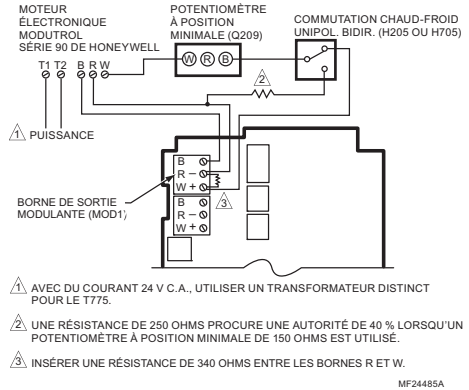 MOTEUR
ÉLECTRONIQUE
MODUTROL
SÉRIE 90 DE HONEYWELL
POTENTIOMÈTRE
À POSITION
MINIMALE (Q209)
COMMUTATION CHAUD-FROID
UNIPOL. BIDIR. (H205 OU H705)
T1 T2 B R W
W R B
2
1 PUISSANCE
B
R –
W +
3
BORNE DE SORTIE
MODULANTE (MOD1)
B
R –
W +
1 AVEC DU COURANT 24 V C.A., UTILISER UN TRANSFORMATEUR DISTINCT
POUR LE T775.
2 UNE RÉSISTANCE DE 250 OHMS PROCURE UNE AUTORITÉ DE 40 % LORSQU'UN
POTENTIOMÈTRE À POSITION MINIMALE DE 150 OHMS EST UTILISÉ.
3 INSÉRER UNE RÉSISTANCE DE 340 OHMS ENTRE LES BORNES R ET W.
MF24485A